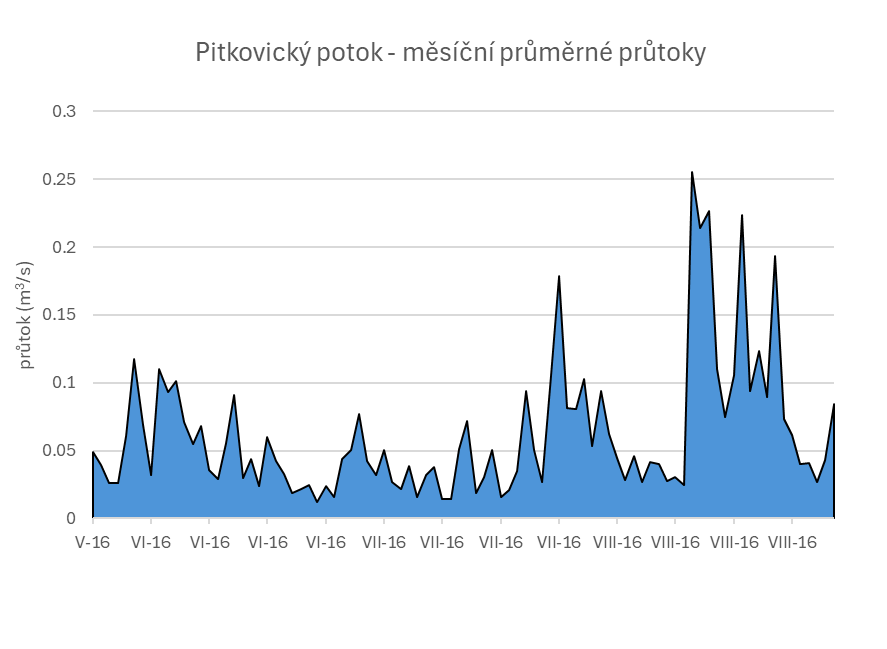 Pitkovický potok - měsíční průměrné průtoky
0.3
0.25
0.2
0.15
0.1
0.05
0
průtok (m³/s)
V-16 VI-16 VI-16 VI-16 VI-16 VII-16 VII-16 VII-16 VII-16 VIII-16 VIII-16 VIII-16 VIII-16